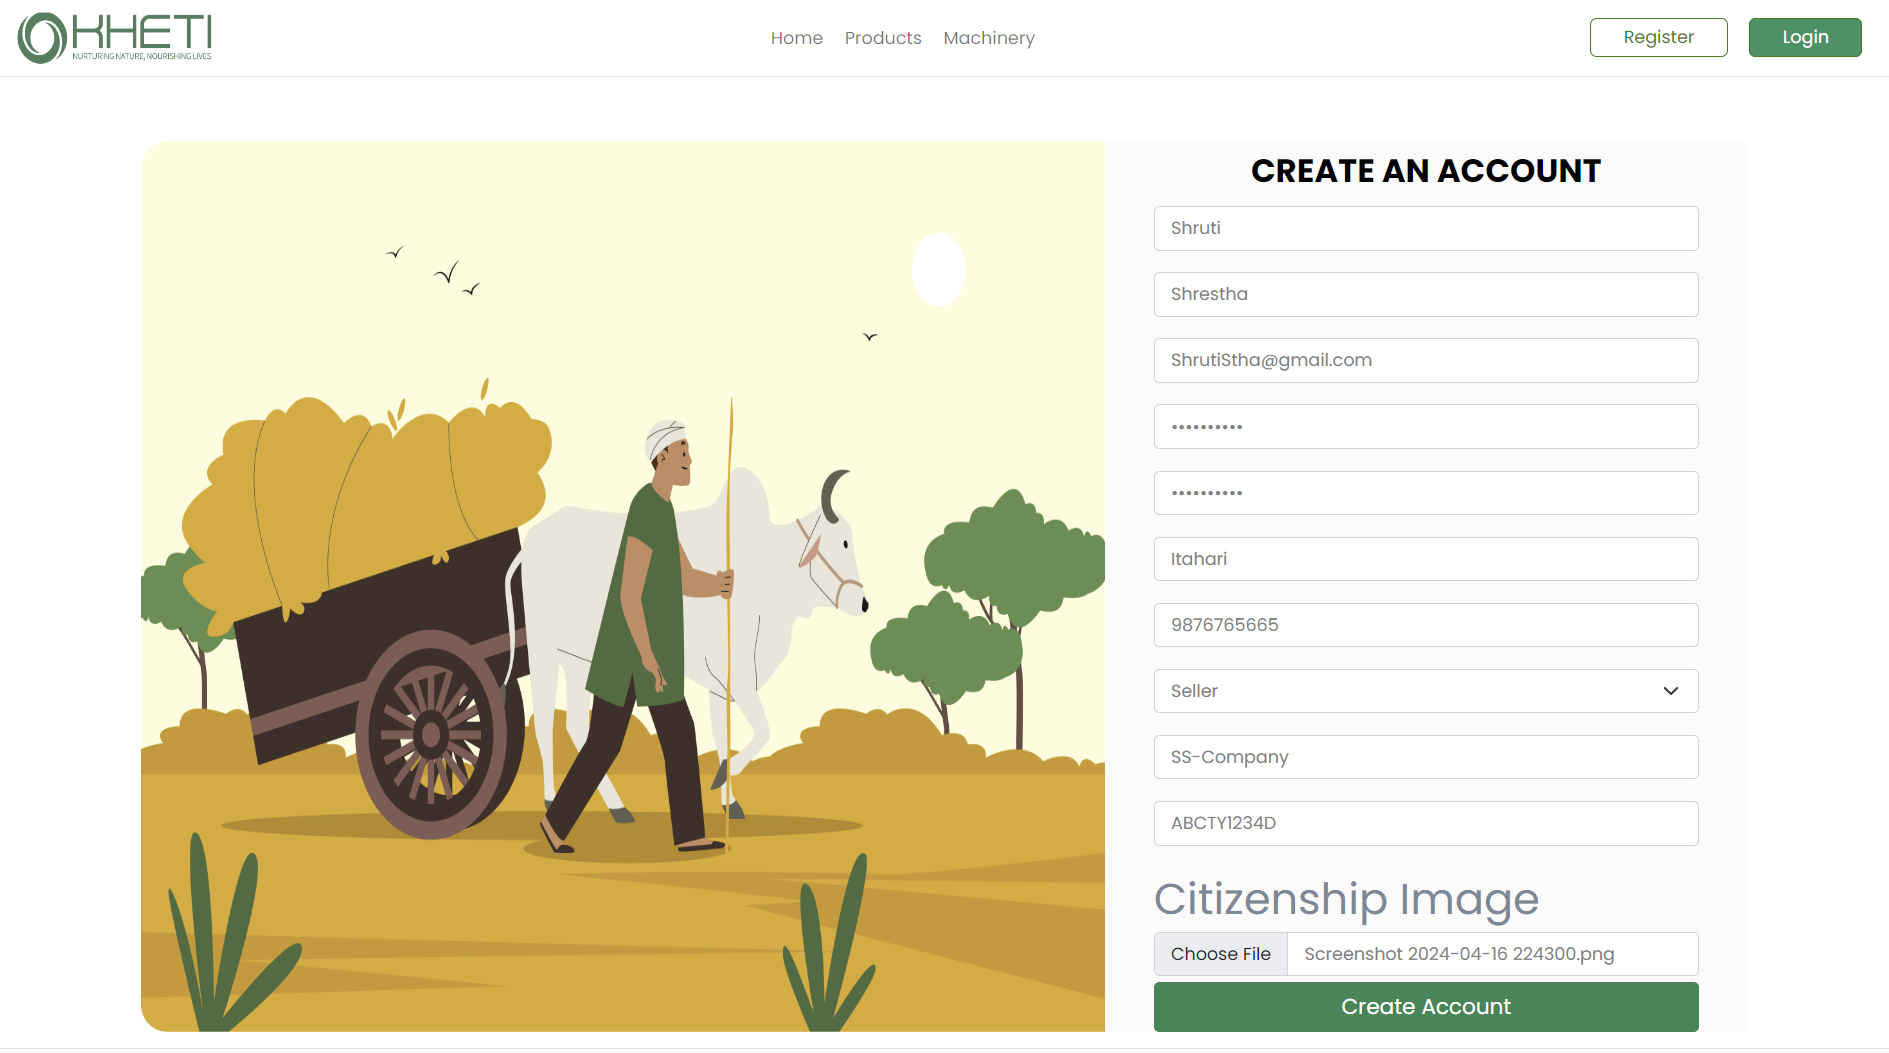 KHETI
NURTURING NATURE, NOURISHING LIVES
Home Products Machinery
Register Login
CREATE AN ACCOUNT
Shruti
Shrestha
ShrutiStha@gmail.com
••••••••••
••••••••••
Itahari
9876765665
Seller
SS-Company
ABCTY1234D
Citizenship Image
Choose File Screenshot 2024-04-16 224300.png
Create Account